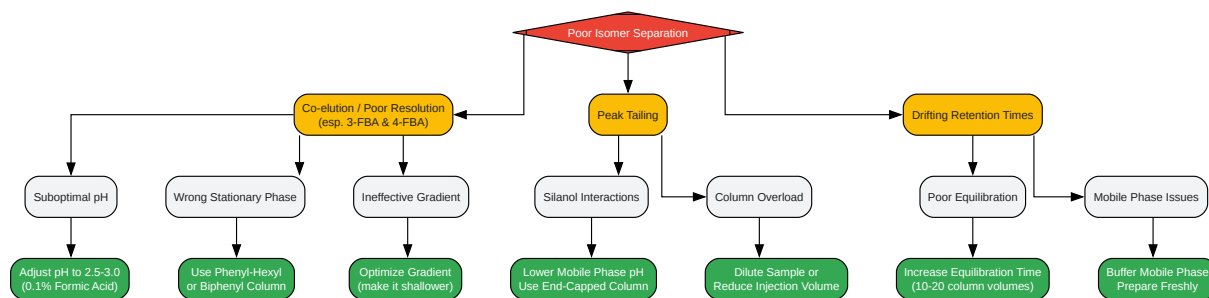 Poor Isomer Separation
Co-elution / Poor Resolution
(esp. 3-FBA & 4-FBA)
Peak Tailing
Drifting Retention Times
Suboptimal pH
Wrong Stationary Phase
Ineffective Gradient
Silanol Interactions
Column Overload
Poor Equilibration
Mobile Phase Issues
Adjust pH to 2.5-3.0
(0.1% Formic Acid)
Use Phenyl-Hexyl
or Biphenyl Column
Optimize Gradient
(make it shallower)
Lower Mobile Phase pH
Use End-Capped Column
Dilute Sample or
Reduce Injection Volume
Increase Equilibration Time
(10-20 column volumes)
Buffer Mobile Phase
Prepare Freshly